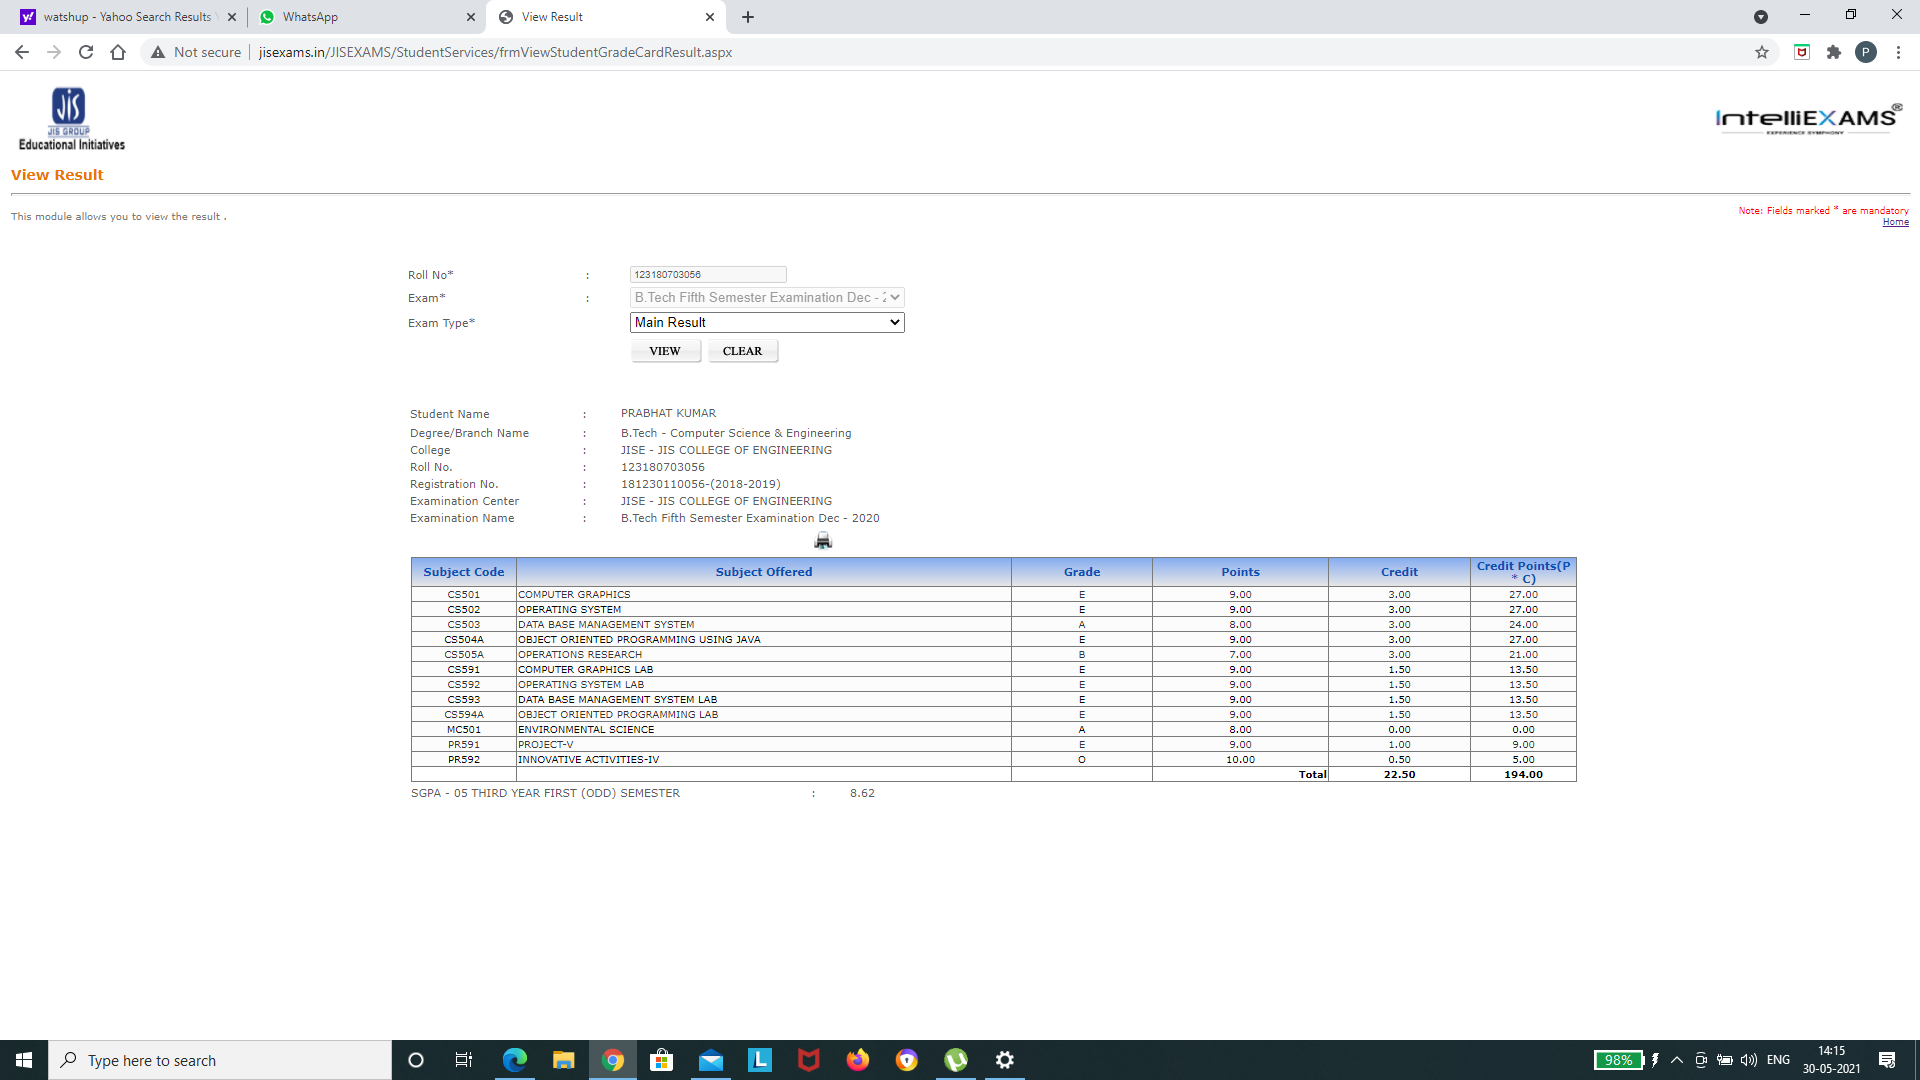 watshup - Yahoo Search Results
WhatsApp
View Result
Not secure
jisexams.in/JISEXAMS/StudentServices/frmViewStudentGradeCardResult.aspx
P
JIS
JIS GROUP
Educational Initiatives
IntelliEXAMS®
EXPERIENCE SYMPHONY
View Result
This module allows you to view the result .
Note: Fields marked * are mandatory
Home
Roll No* : 123180703056
Exam* : B.Tech Fifth Semester Examination Dec -
Exam Type* Main Result
VIEW CLEAR
Student Name : PRABHAT KUMAR
Degree/Branch Name : B.Tech - Computer Science & Engineering
College : JISE - JIS COLLEGE OF ENGINEERING
Roll No. : 123180703056
Registration No. : 181230110056-(2018-2019)
Examination Center : JISE - JIS COLLEGE OF ENGINEERING
Examination Name : B.Tech Fifth Semester Examination Dec - 2020
Subject Code Subject Offered Grade Points Credit Credit Points(P
* C)
CS501 COMPUTER GRAPHICS E 9.00 3.00 27.00
CS502 OPERATING SYSTEM E 9.00 3.00 27.00
CS503 DATA BASE MANAGEMENT SYSTEM A 8.00 3.00 24.00
CS504A OBJECT ORIENTED PROGRAMMING USING JAVA E 9.00 3.00 27.00
CS505A OPERATIONS RESEARCH B 7.00 3.00 21.00
CS591 COMPUTER GRAPHICS LAB E 9.00 1.50 13.50
CS592 OPERATING SYSTEM LAB E 9.00 1.50 13.50
CS593 DATA BASE MANAGEMENT SYSTEM LAB E 9.00 1.50 13.50
CS594A OBJECT ORIENTED PROGRAMMING LAB E 9.00 1.50 13.50
MC501 ENVIRONMENTAL SCIENCE A 8.00 0.00 0.00
PR591 PROJECT-V E 9.00 1.00 9.00
PR592 INNOVATIVE ACTIVITIES-IV O 10.00 0.50 5.00
Total 22.50 194.00
SGPA - 05 THIRD YEAR FIRST (ODD) SEMESTER : 8.62
Type here to search
L
98%
ENG
14:15
30-05-2021